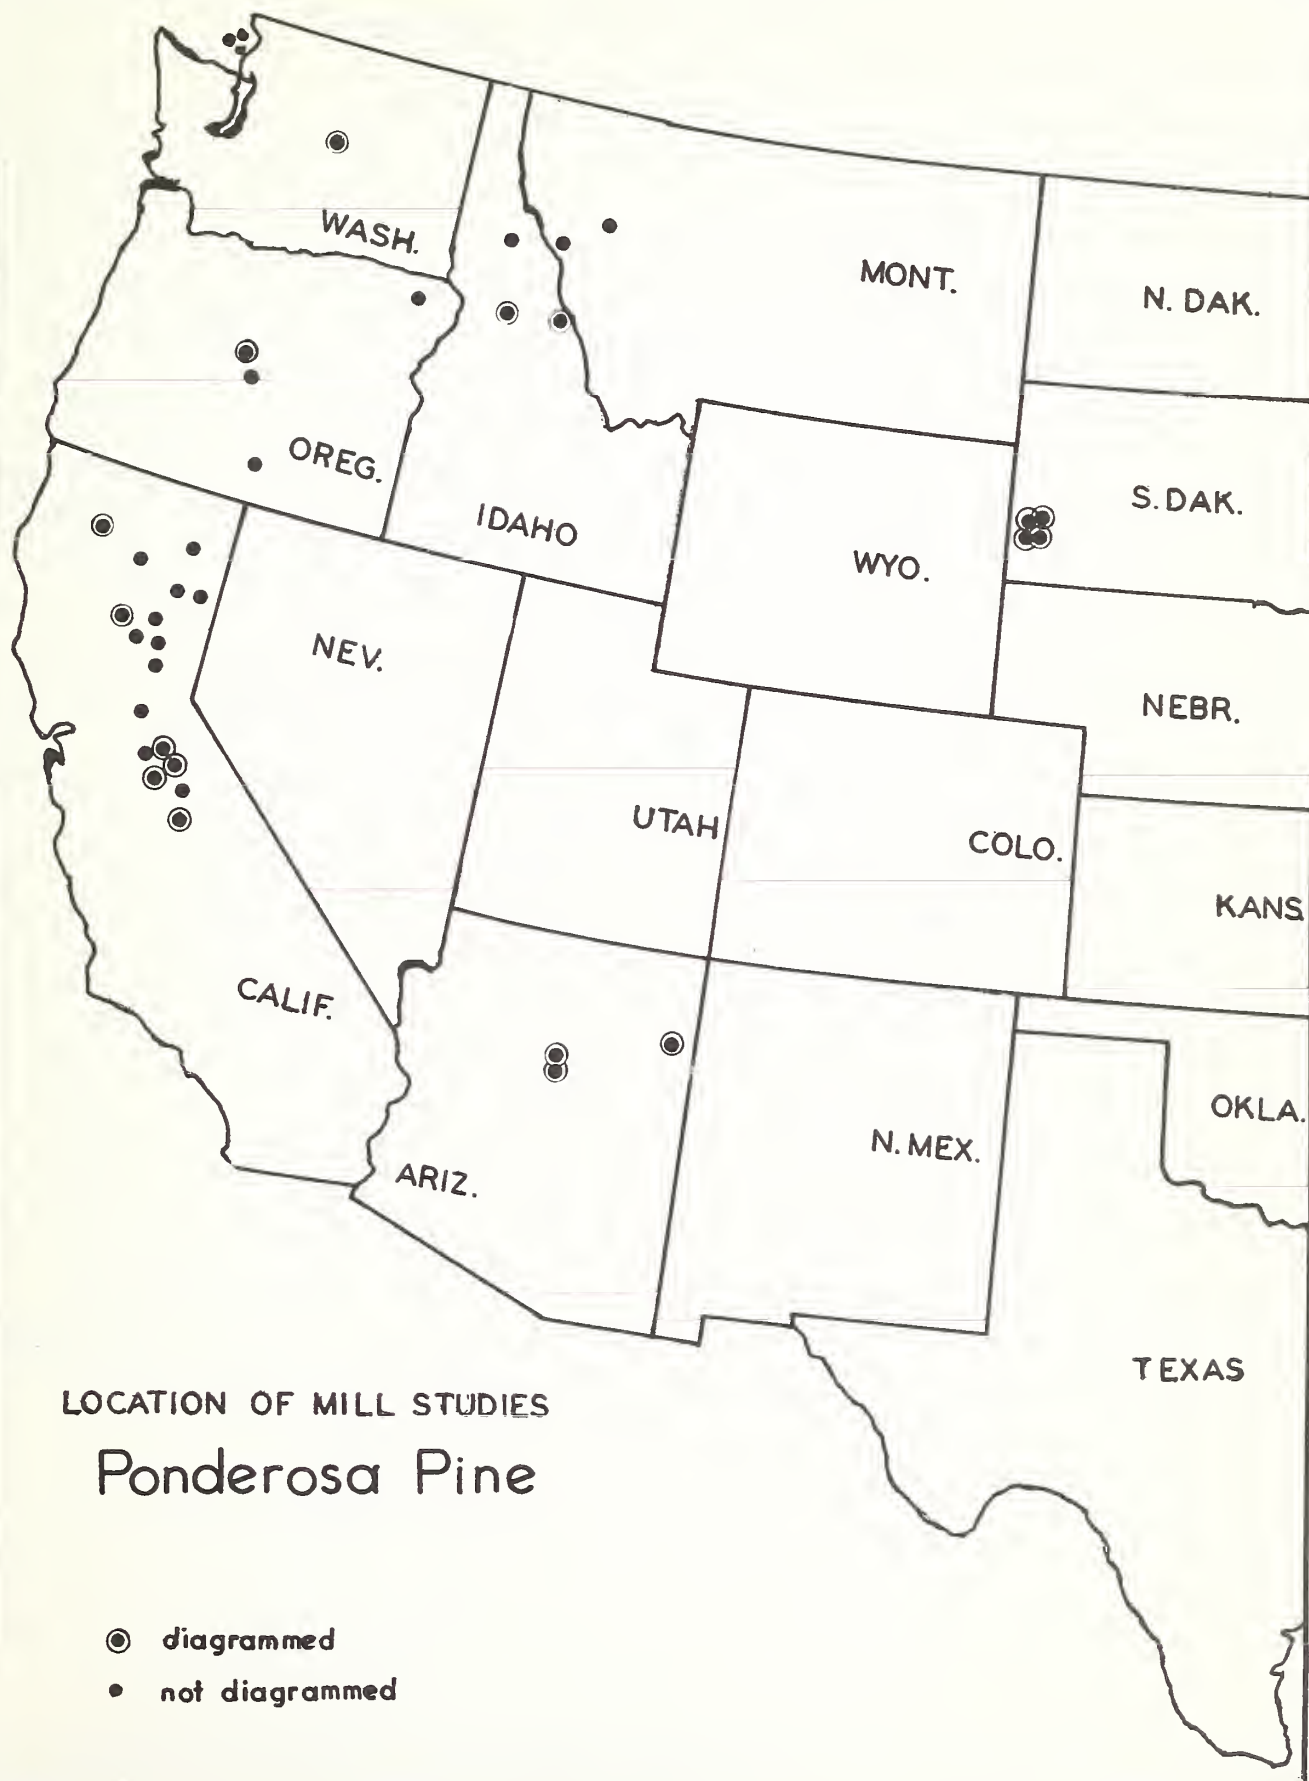 WASH.
MONT.
N. DAK.
OREG.
IDAHO
S. DAK.
WYO.
NEV.
NEBR.
UTAH
COLO.
KANS
CALIF.
OKLA.
N. MEX.
ARIZ.
TEXAS
LOCATION OF MILL STUDIES
Ponderosa Pine
diagrammed
not diagrammed